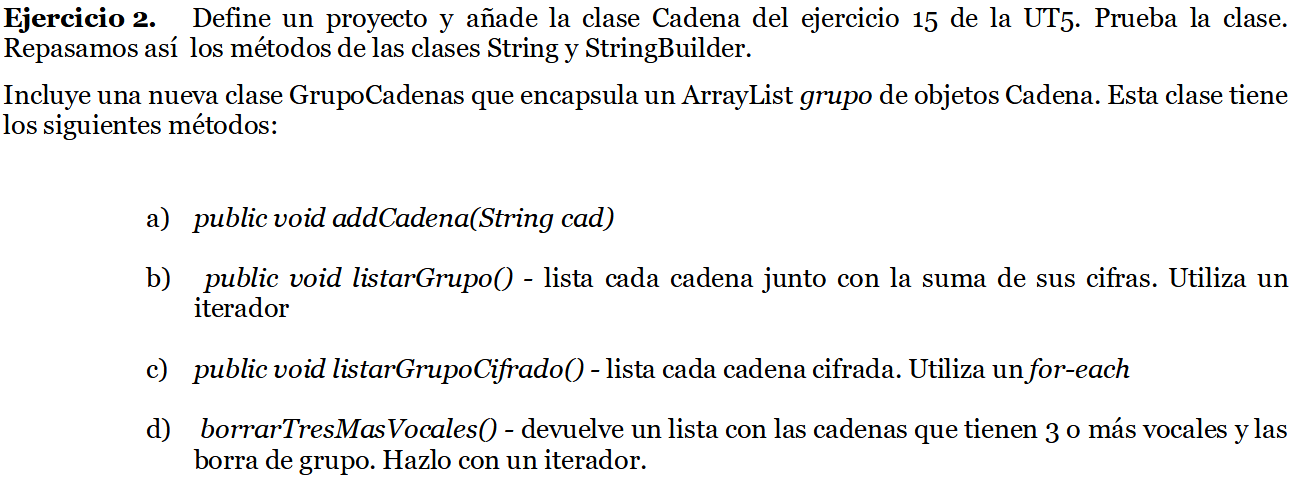 Ejercicio 2. Define un proyecto y añade la clase Cadena del ejercicio 15 de la UT5. Prueba la clase.
Repasamos así los métodos de las clases String y StringBuilder.
Incluye una nueva clase GrupoCadenas que encapsula un ArrayList grupo de objetos Cadena. Esta clase tiene
los siguientes métodos:
a) public void addCadena(String cad)
b) public void listarGrupo() - lista cada cadena junto con la suma de sus cifras. Utiliza un
iterador
c) public void listarGrupoCifrado() - lista cada cadena cifrada. Utiliza un for-each
d) borrarTresMasVocales() - devuelve un lista con las cadenas que tienen 3 o más vocales y las
borra de grupo. Hazlo con un iterador.